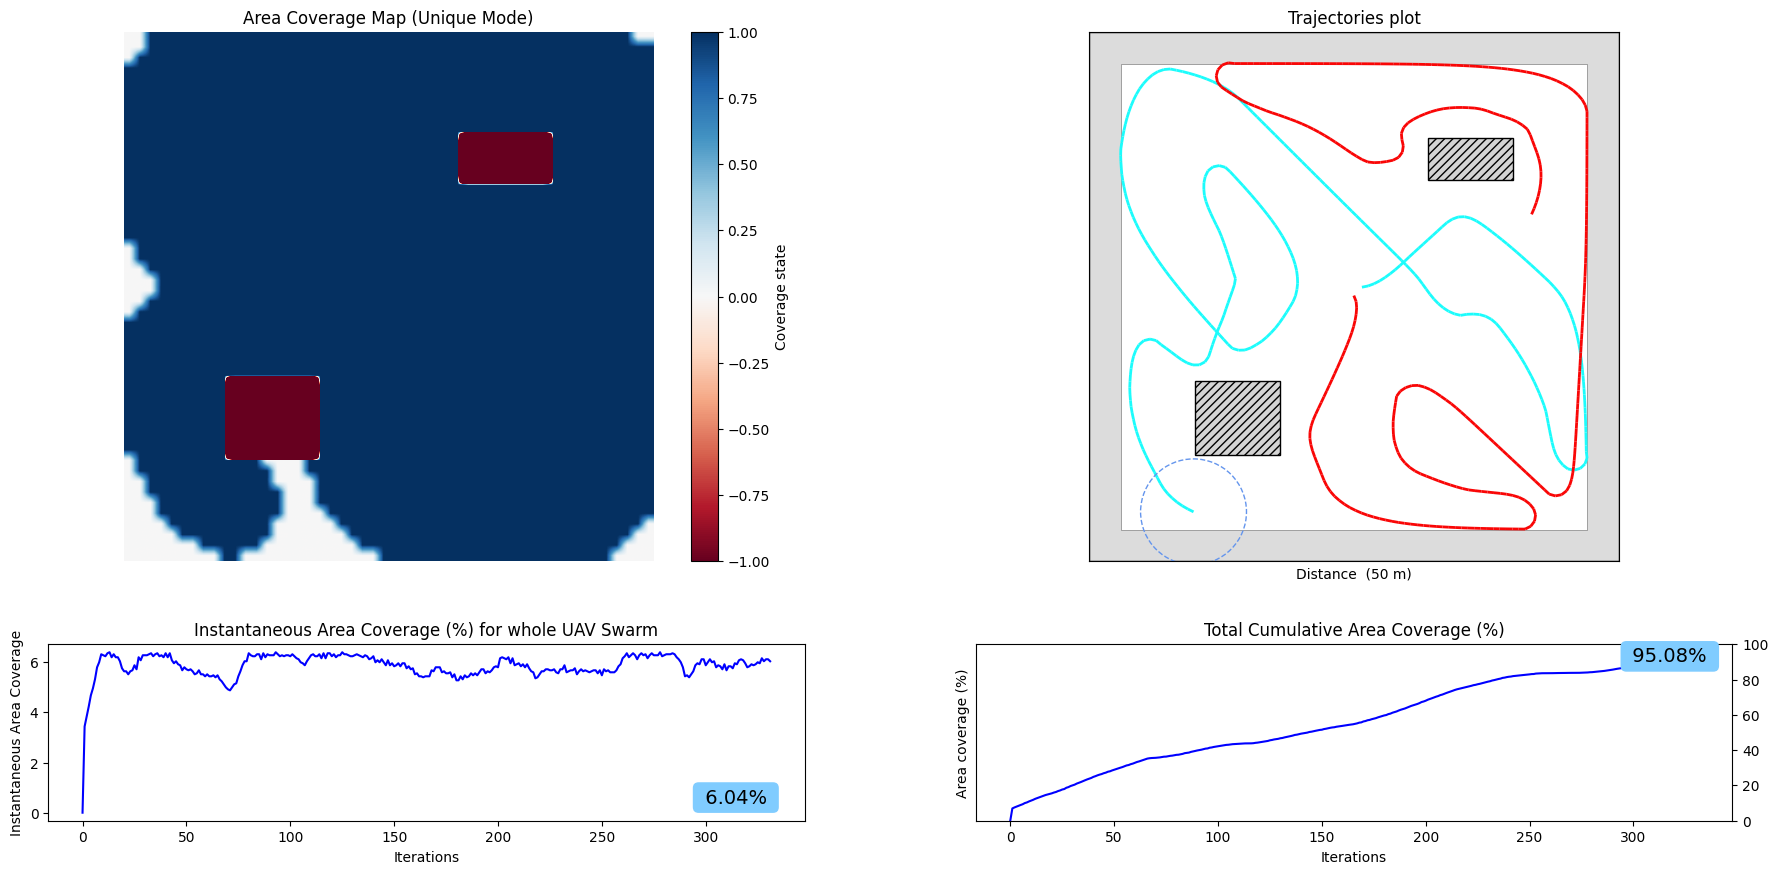 Area Coverage Map (Unique Mode)
1.00
0.75
0.50
0.25
0.00
−0.25
−0.50
−0.75
−1.00
Coverage state
Trajectories plot
Distance  (50 m)
Instantaneous Area Coverage (%) for whole UAV Swarm
Instantaneous Area Coverage
6
4
2
0
6.04%
0 50 100 150 200 250 300
Iterations
Total Cumulative Area Coverage (%)
Area coverage (%)
95.08%
100
80
60
40
20
0
0 50 100 150 200 250 300
Iterations